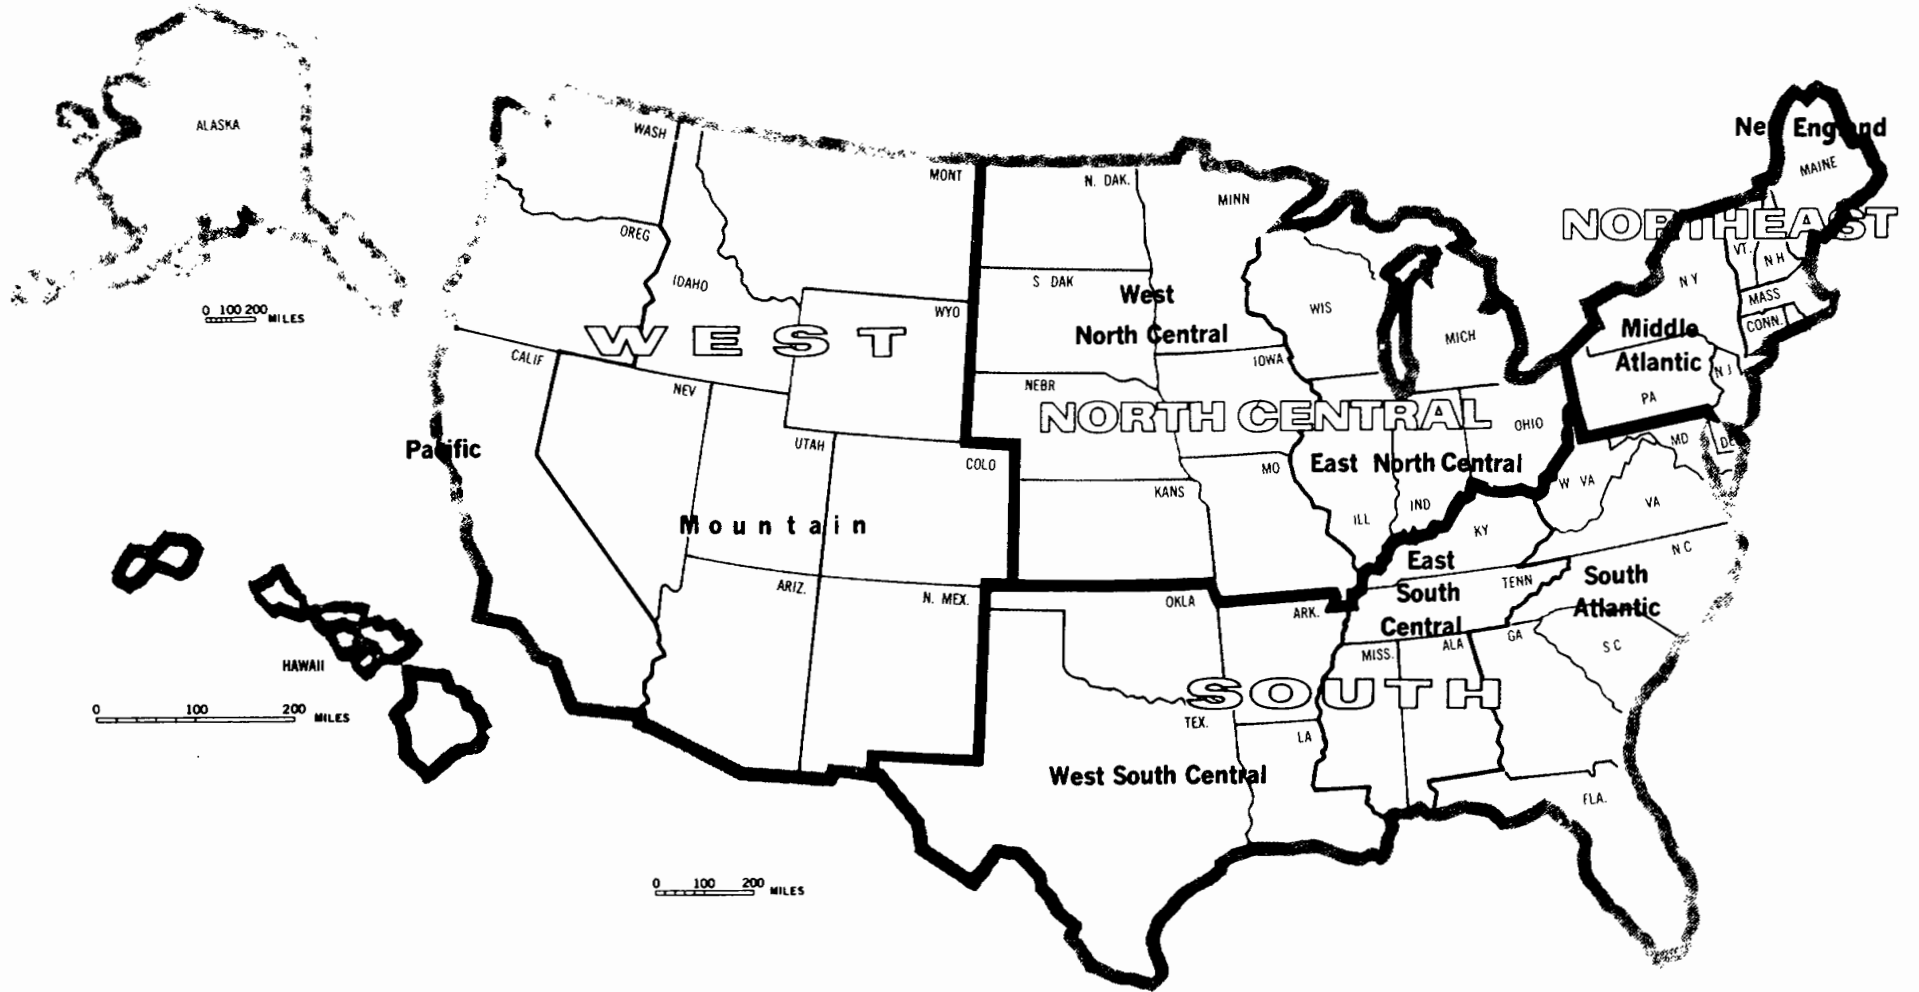 ALASKA
0 100 200 MILES
HAWAII
0 100 200 MILES
0 100 200 MILES
WEST
Pacific
Mountain
WASH
OREG
CALIF
IDAHO
NEV
MONT
WYO
UTAH
COLO
ARIZ.
N. MEX.
NORTH CENTRAL
West
North Central
N. DAK.
MINN
S DAK
NEBR
IOWA
KANS
MO
East North Central
WIS
MICH
ILL
IND
OHIO
NORTHEAST
New England
MAINE
VT.
N H
MASS
CONN.
Middle
Atlantic
N Y
N J
PA
SOUTH
West South Central
OKLA
ARK.
TEX.
LA
East
South
Central
KY
TENN
MISS.
ALA
South
Atlantic
W VA
MD
DEL
VA
N C
S C
GA
FLA.